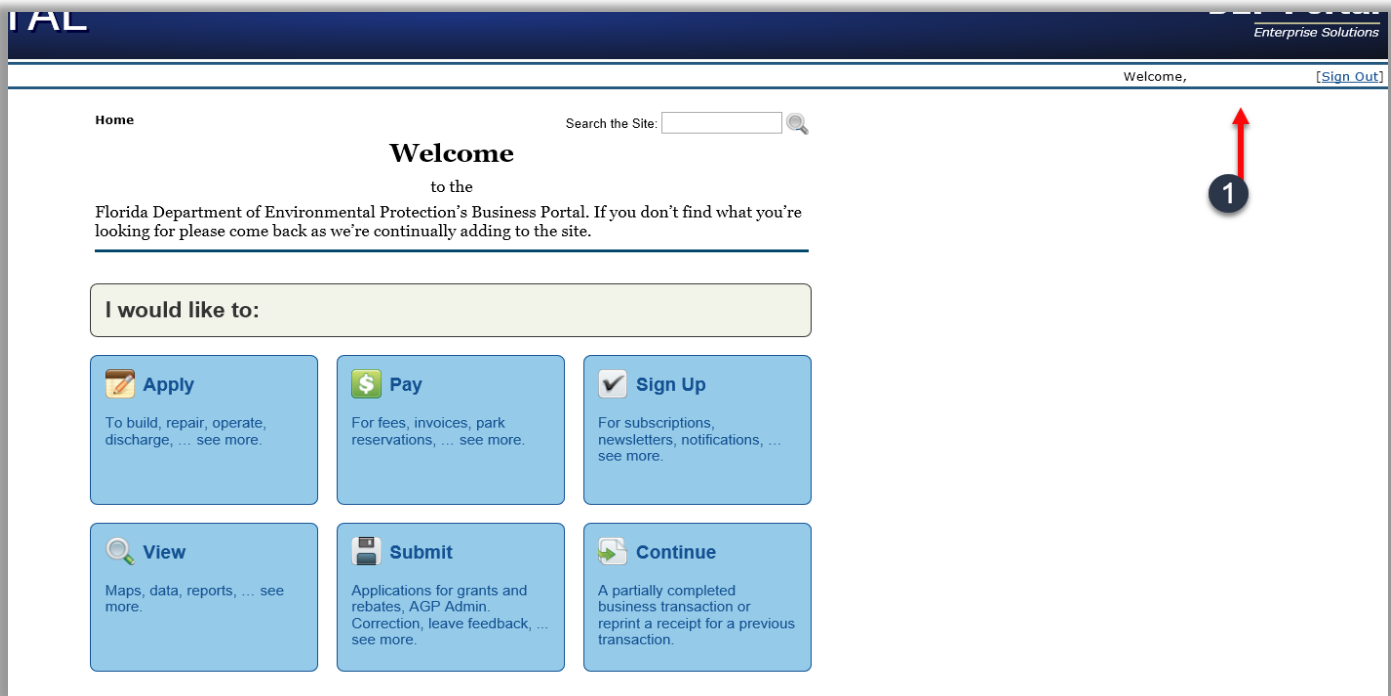 Enterprise Solutions
Welcome, [Sign Out]
Home
Search the Site:
1
Welcome
to the
Florida Department of Environmental Protection’s Business Portal. If you don’t find what you’re
looking for please come back as we’re continually adding to the site.
I would like to:
Apply
To build, repair, operate,
discharge, … see more.
Pay
For fees, invoices, park
reservations, … see more.
Sign Up
For subscriptions,
newsletters, notifications, …
see more.
View
Maps, data, reports, … see
more.
Submit
Applications for grants and
rebates, AGP Admin.
Correction, leave feedback, …
see more.
Continue
A partially completed
business transaction or
reprint a receipt for a previous
transaction.